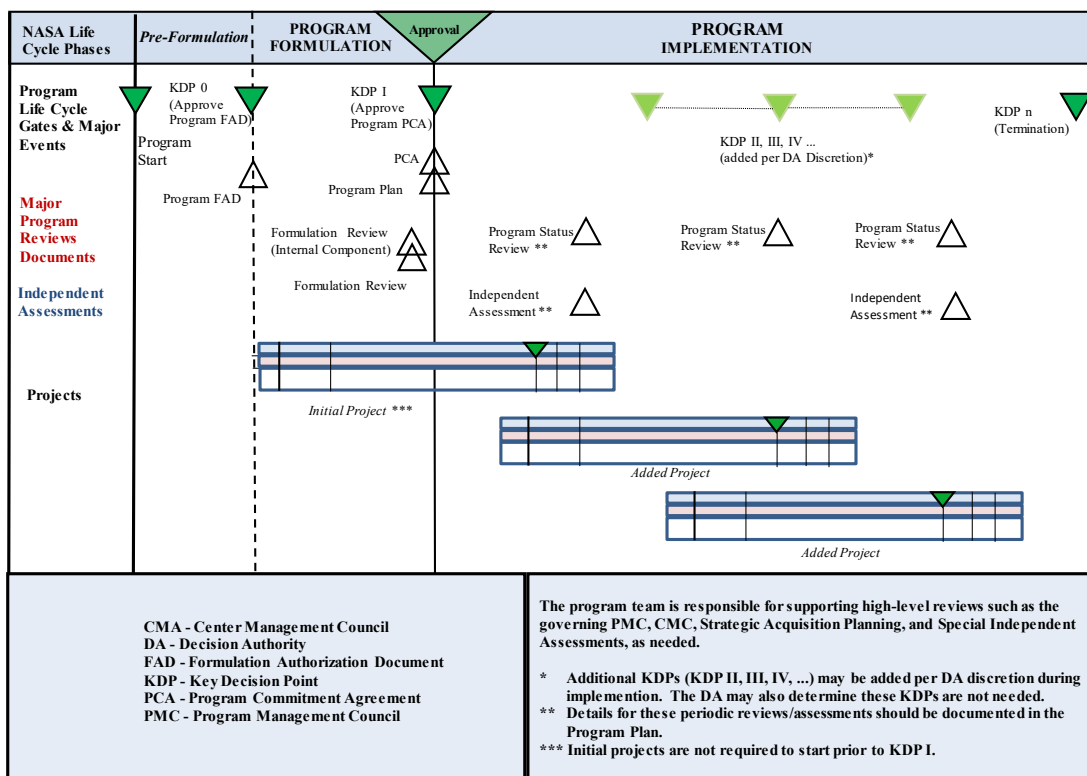 NASA Life
Cycle Phases
Pre-Formulation
PROGRAM
FORMULATION
Approval
PROGRAM
IMPLEMENTATION
Program
Life Cycle
Gates & Major
Events
Program
Start
KDP 0
(Approve
Program FAD)
KDP I
(Approve
Program PCA)
KDP II, III, IV ...
(added per DA Discretion)*
KDP n
(Termination)
Program FAD
PCA
Program Plan
Major
Program
Reviews
Documents
Formulation Review
(Internal Component)
Formulation Review
Program Status
Review **
Program Status
Review **
Program Status
Review **
Independent
Assessments
Independent
Assessment **
Independent
Assessment **
Projects
Initial Project ***
Added Project
Added Project
CMA - Center Management Council
DA - Decision Authority
FAD - Formulation Authorization Document
KDP - Key Decision Point
PCA - Program Commitment Agreement
PMC - Program Management Council
The program team is responsible for supporting high-level reviews such as the
governing PMC, CMC, Strategic Acquisition Planning, and Special Independent
Assessments, as needed.
* Additional KDPs (KDP II, III, IV, ...) may be added per DA discretion during
implemention. The DA may also determine these KDPs are not needed.
** Details for these periodic reviews/assessments should be documented in the
Program Plan.
*** Initial projects are not required to start prior to KDP I.